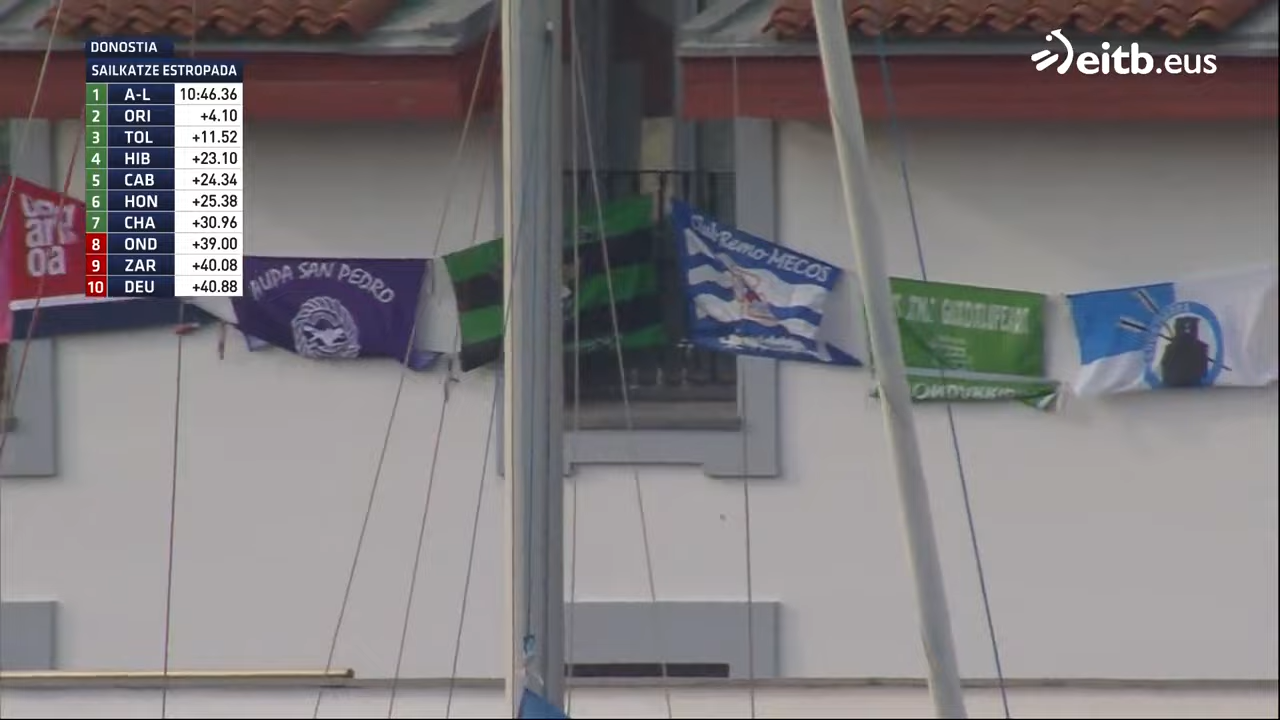 DONOSTIA
SAILKATZE ESTROPADA
1 A-L 10:46.36
2 ORI +4.10
3 TOL +11.52
4 HIB +23.10
5 CAB +24.34
6 HON +25.38
7 CHA +30.96
8 OND +39.00
9 ZAR +40.08
10 DEU +40.88
eitb.eus
oa
AUPA SAN PEDRO
Club Remo MECOS